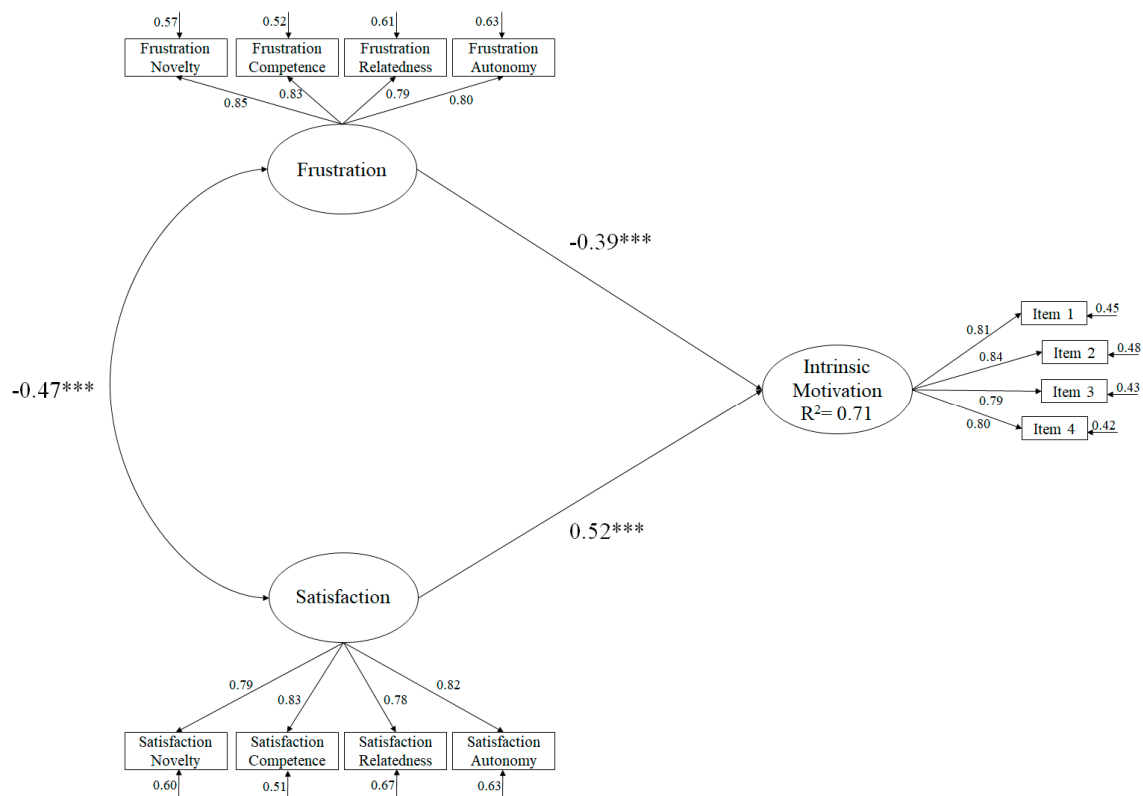 0.57 0.52 0.61 0.63
Frustration Novelty
Frustration Competence
Frustration Relatedness
Frustration Autonomy
0.85 0.83 0.79 0.80
Frustration
-0.39***
-0.47***
Intrinsic
Motivation
R²= 0.71
0.81
0.84
0.79
0.80
Item 1
0.45
Item 2
0.48
Item 3
0.43
Item 4
0.42
0.52***
Satisfaction
0.79 0.83 0.78 0.82
Satisfaction Novelty
Satisfaction Competence
Satisfaction Relatedness
Satisfaction Autonomy
0.60 0.51 0.67 0.63